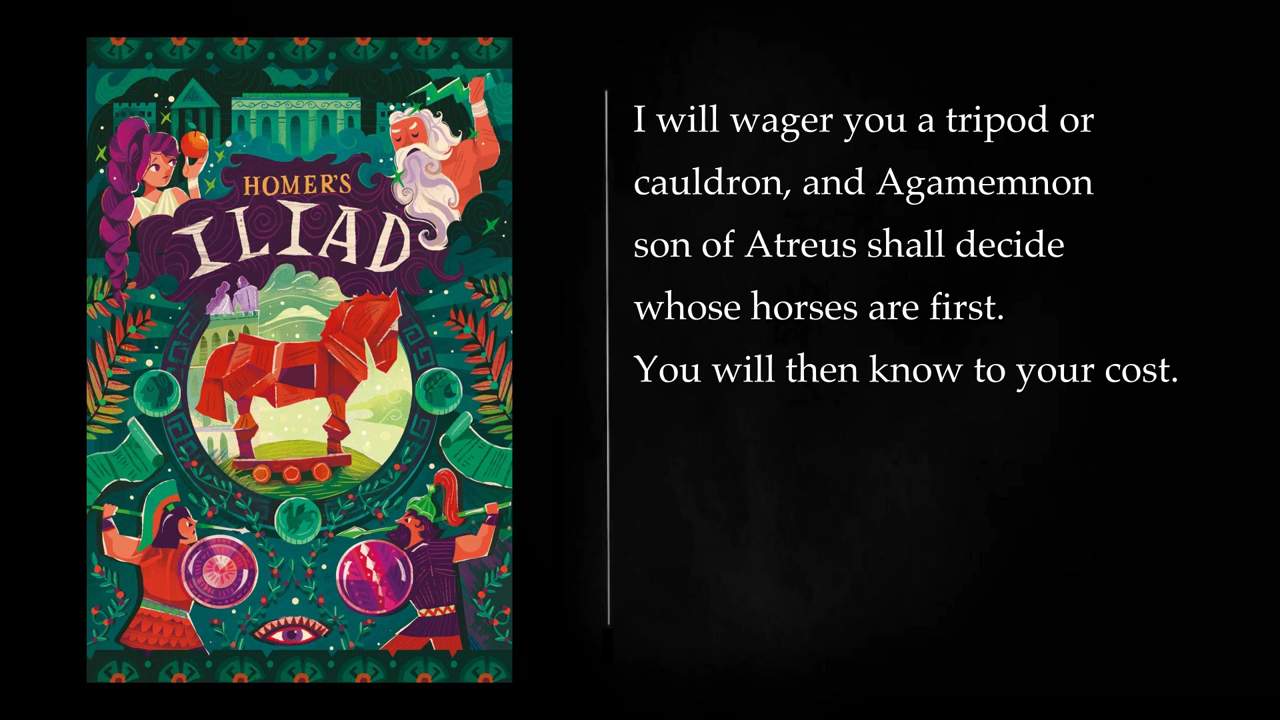 HOMER'S
ILIAD
I will wager you a tripod or
cauldron, and Agamemnon
son of Atreus shall decide
whose horses are first.
You will then know to your cost.